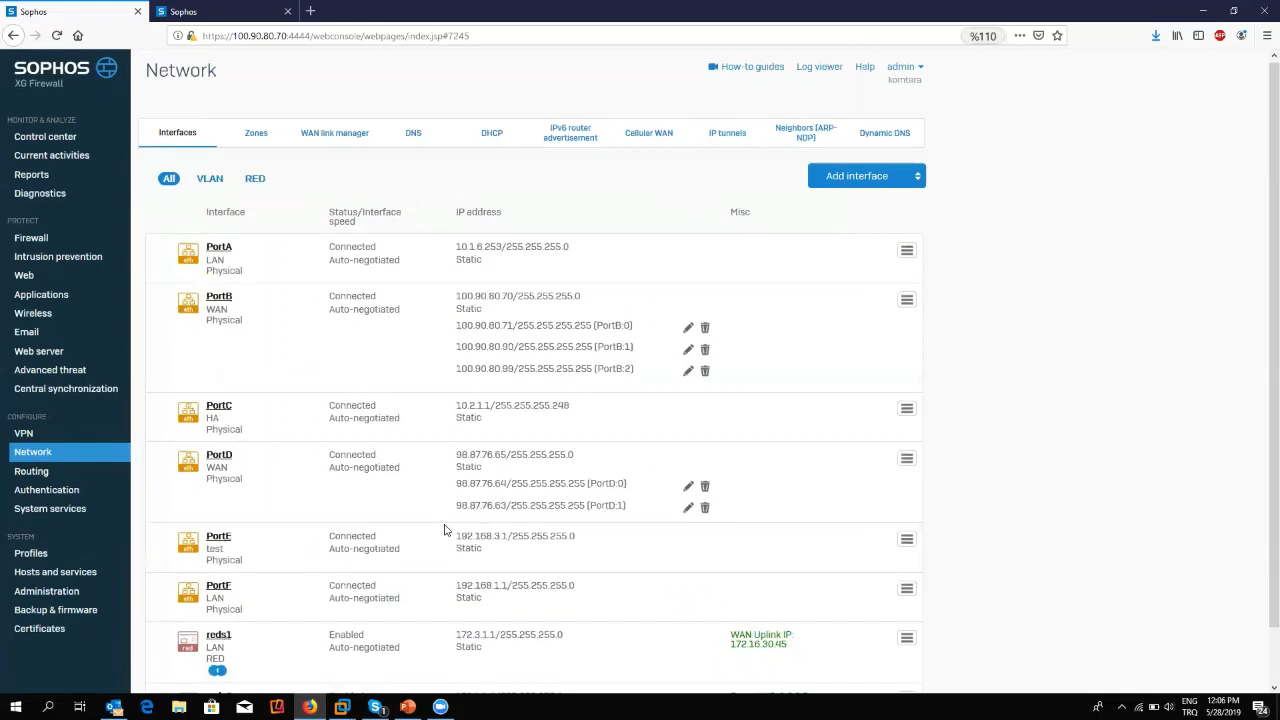 Sophos
Sophos
https://100.90.80.70:4444/webconsole/webpages/index.jsp#7245
%110
SOPHOS
XG Firewall
MONITOR & ANALYZE
Control center
Current activities
Reports
Diagnostics
PROTECT
Firewall
Intrusion prevention
Web
Applications
Wireless
Email
Web server
Advanced threat
Central synchronization
CONFIGURE
VPN
Network
Routing
Authentication
System services
SYSTEM
Profiles
Hosts and services
Administration
Backup & firmware
Certificates
Network
How-to guides
Log viewer
Help
admin
komtera
Interfaces
Zones
WAN link manager
DNS
DHCP
IPv6 router
advertisement
Cellular WAN
IP tunnels
Neighbors (ARP-
NDP)
Dynamic DNS
All
VLAN
RED
Add interface
Interface
Status/Interface
speed
IP address
Misc
eth
PortA
LAN
Physical
Connected
Auto-negotiated
10.1.6.253/255.255.255.0
Static
eth
PortB
WAN
Physical
Connected
Auto-negotiated
100.90.80.70/255.255.255.0
Static
100.90.80.71/255.255.255.255 (PortB:0)
100.90.80.90/255.255.255.255 (PortB:1)
100.90.80.99/255.255.255.255 (PortB:2)
eth
PortC
HA
Physical
Connected
Auto-negotiated
10.2.1.1/255.255.255.248
Static
eth
PortD
WAN
Physical
Connected
Auto-negotiated
98.87.76.65/255.255.255.0
Static
98.87.76.64/255.255.255.255 (PortD:0)
98.87.76.63/255.255.255.255 (PortD:1)
eth
PortE
test
Physical
Connected
Auto-negotiated
192.168.3.1/255.255.255.0
Static
eth
PortF
LAN
Physical
Connected
Auto-negotiated
192.168.1.1/255.255.255.0
Static
red
reds1
LAN
RED
Enabled
Auto-negotiated
172.3.1.1/255.255.255.0
Static
WAN Uplink IP:
172.16.30.45
ENG
TRQ
12:06 PM
5/28/2019
24